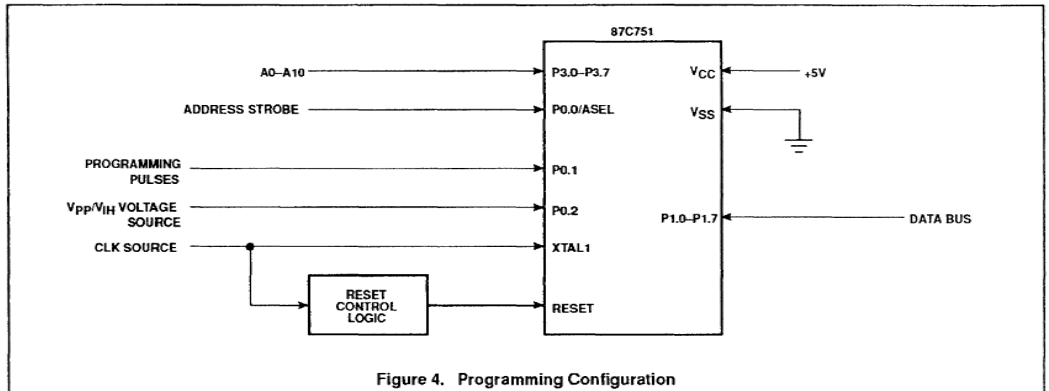 87C751
A0–A10
P3.0–P3.7
VCC
+5V
ADDRESS STROBE
P0.0/ASEL
VSS
PROGRAMMING
PULSES
P0.1
VPP/VIH VOLTAGE
SOURCE
P0.2
P1.0–P1.7
DATA BUS
CLK SOURCE
XTAL1
RESET
CONTROL
LOGIC
RESET
Figure 4. Programming Configuration